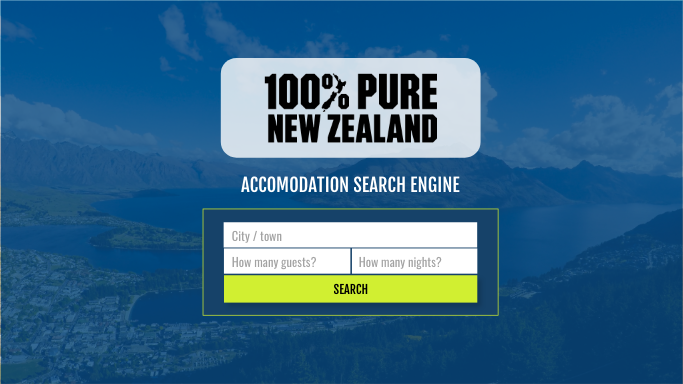 100% PURE
NEW ZEALAND
ACCOMODATION SEARCH ENGINE
City / town
How many guests?
How many nights?
SEARCH